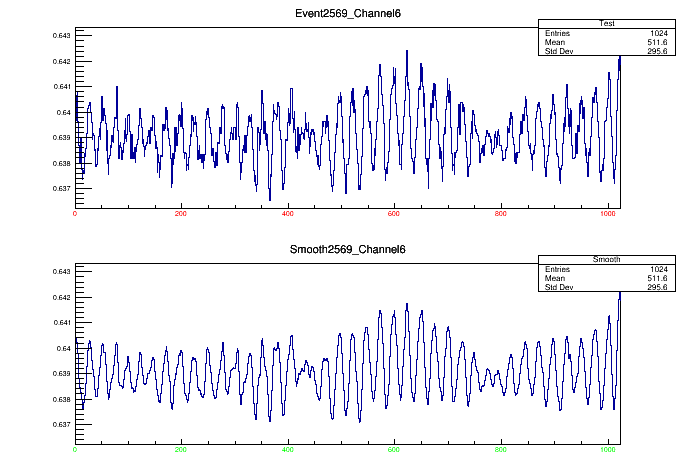 Event2569_Channel6
Test
Entries 1024
Mean 511.6
Std Dev 295.6
0.643
0.642
0.641
0.64
0.639
0.638
0.637
0 200 400 600 800 1000
Smooth2569_Channel6
Smooth
Entries 1024
Mean 511.6
Std Dev 295.6
0.643
0.642
0.641
0.64
0.639
0.638
0.637
0 200 400 600 800 1000